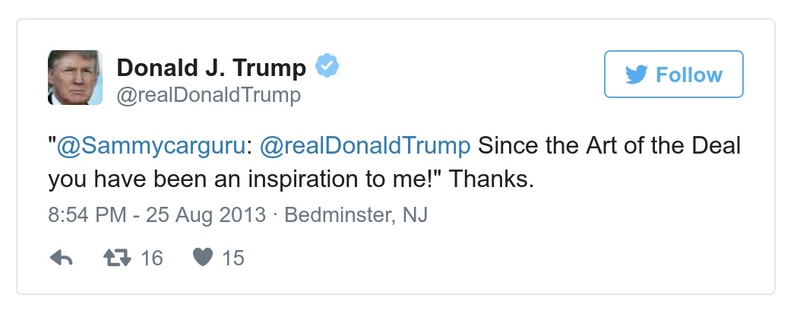 Donald J. Trump
@realDonaldTrump
Follow
"@Sammycarguru: @realDonaldTrump Since the Art of the Deal
you have been an inspiration to me!" Thanks.
8:54 PM - 25 Aug 2013 · Bedminster, NJ
16 15